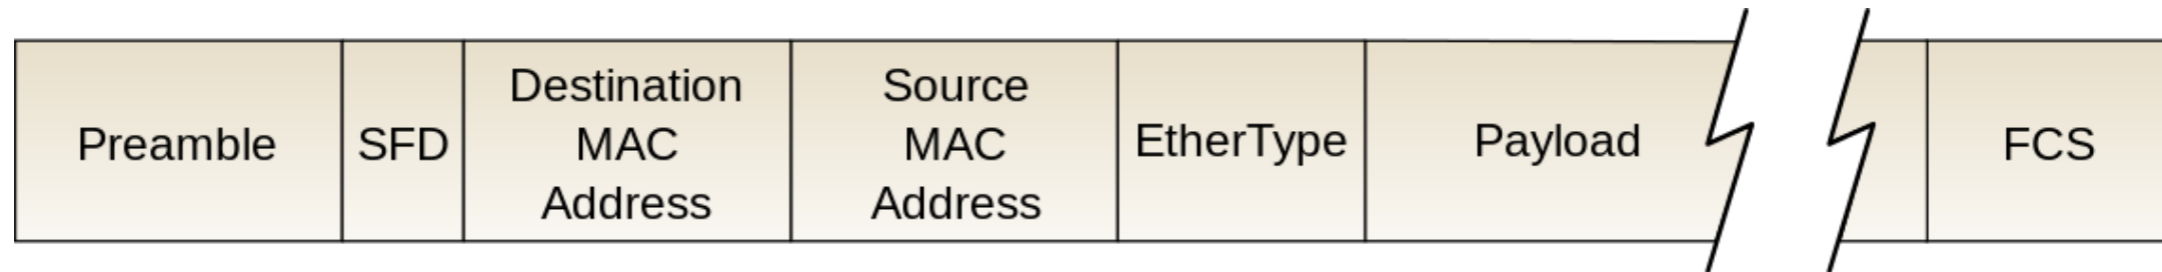 Preamble
SFD
Destination
MAC
Address
Source
MAC
Address
EtherType
Payload
FCS